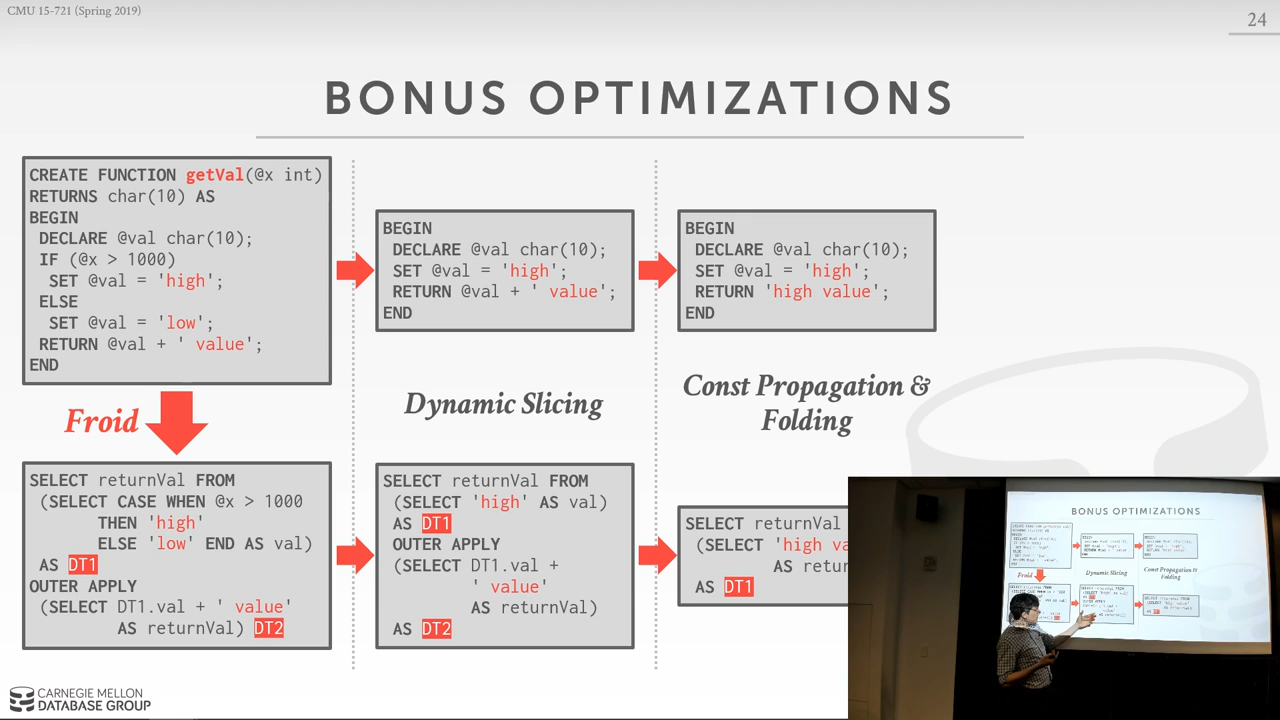 CMU 15-721 (Spring 2019)
24
BONUS OPTIMIZATIONS
CREATE FUNCTION getVal(@x int)
RETURNS char(10) AS
BEGIN
DECLARE @val char(10);
IF (@x > 1000)
SET @val = 'high';
ELSE
SET @val = 'low';
RETURN @val + ' value';
END
BEGIN
DECLARE @val char(10);
SET @val = 'high';
RETURN @val + ' value';
END
BEGIN
DECLARE @val char(10);
SET @val = 'high';
RETURN 'high value';
END
Froid
Dynamic Slicing
Const Propagation &
Folding
SELECT returnVal FROM
(SELECT CASE WHEN @x > 1000
THEN 'high'
ELSE 'low' END AS val)
AS DT1
OUTER APPLY
(SELECT DT1.val + ' value'
AS returnVal) DT2
SELECT returnVal FROM
(SELECT 'high' AS val)
AS DT1
OUTER APPLY
(SELECT DT1.val +
value'
AS returnVal)
AS DT2
SELECT returnVal
(SELECT 'high va
AS retur
AS DT1
BONUS OPTIMIZATIONS
Froid
Dynamic Slicing
Const Propagation &
Folding
CARNEGIE MELLON
DATABASE GROUP